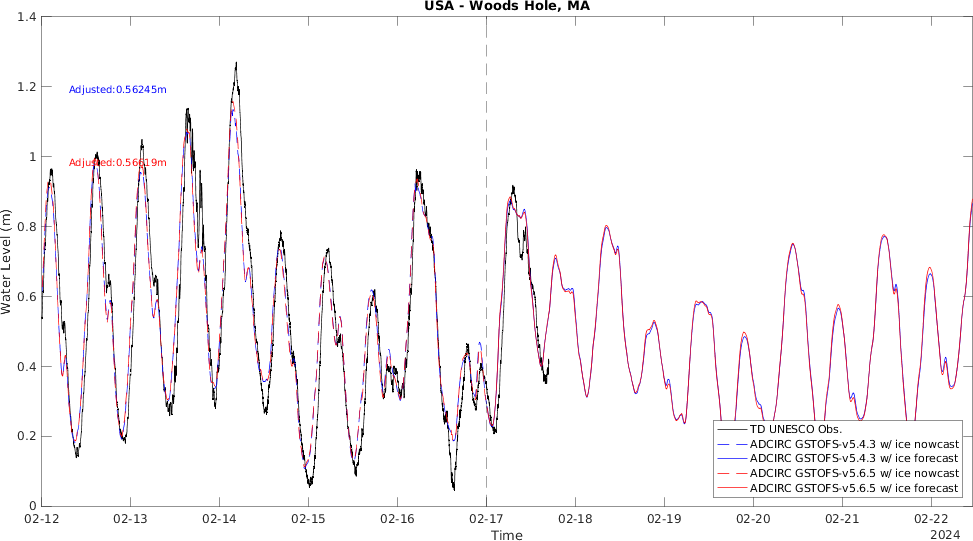 USA - Woods Hole, MA
Water Level (m)
1.4
1.2
1
0.8
0.6
0.4
0.2
0
Adjusted:0.56245m
Adjusted:0.56619m
TD UNESCO Obs.
ADCIRC GSTOFS-v5.4.3 w/ ice nowcast
ADCIRC GSTOFS-v5.4.3 w/ ice forecast
ADCIRC GSTOFS-v5.6.5 w/ ice nowcast
ADCIRC GSTOFS-v5.6.5 w/ ice forecast
02-12 02-13 02-14 02-15 02-16 02-17 02-18 02-19 02-20 02-21 02-22
Time
2024